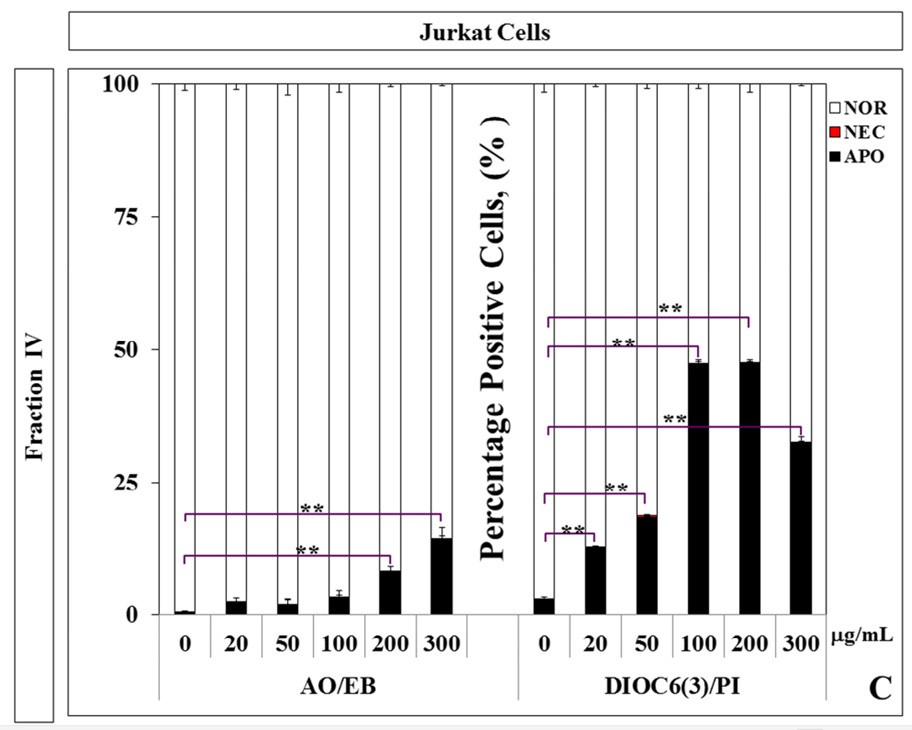 Jurkat Cells
Fraction IV
100
75
50
25
0
Percentage Positive Cells, (% )
NOR
NEC
APO
**
**
**
**
**
**
**
0 20 50 100 200 300 0 20 50 100 200 300 µg/mL
AO/EB DIOC6(3)/PI
C